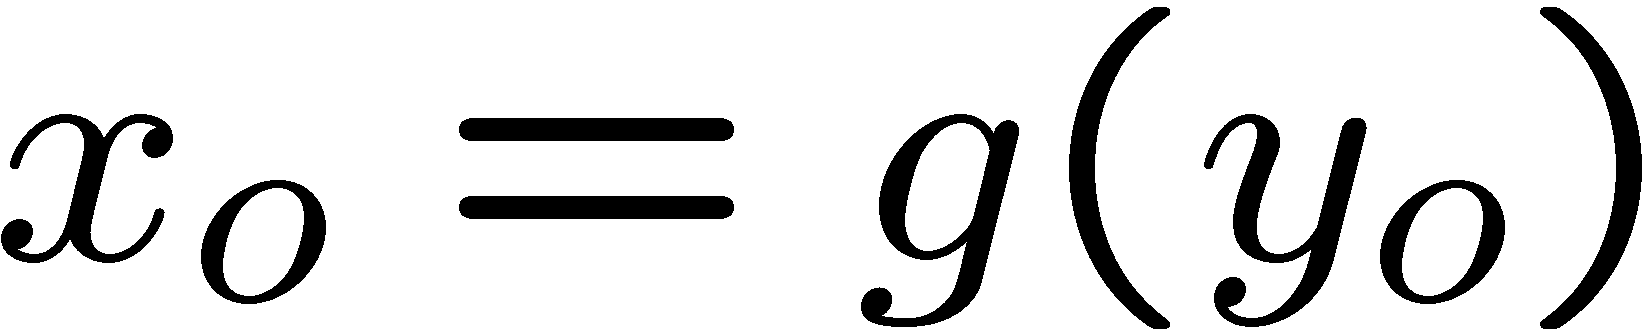 x_o = g(y_o)